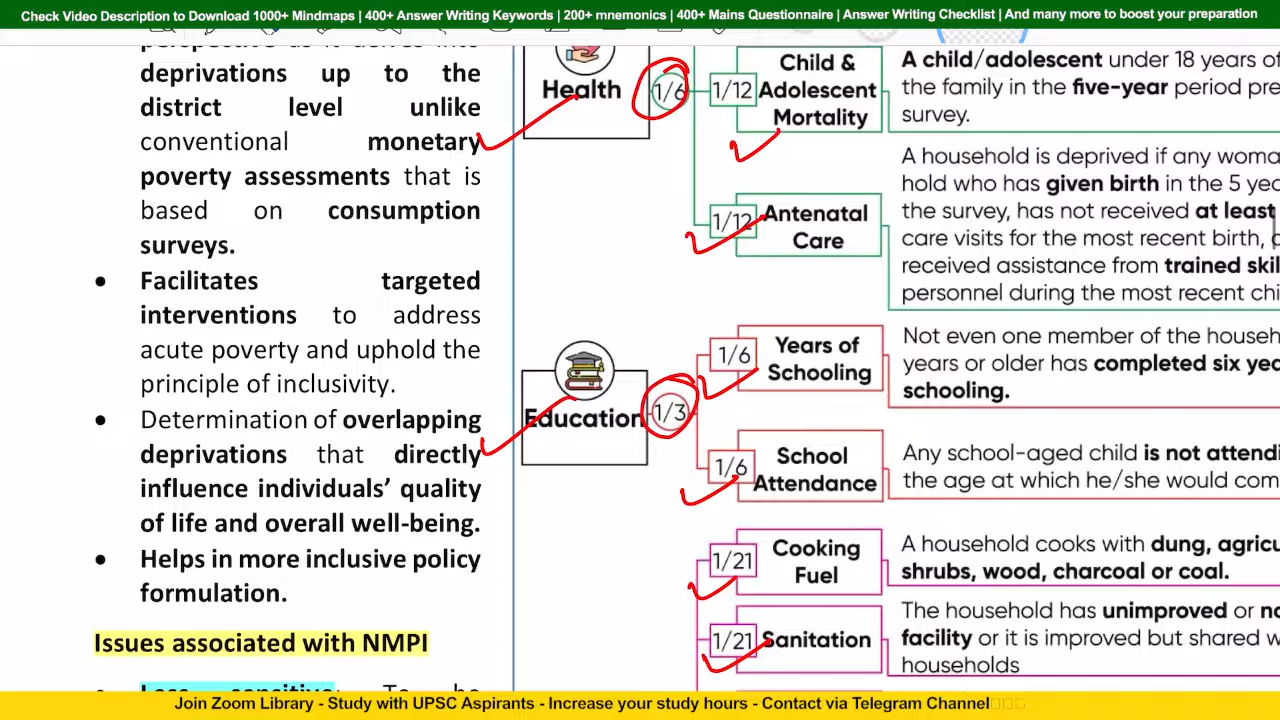 Check Video Description to Download 1000+ Mindmaps | 400+ Answer Writing Keywords | 200+ mnemonics | 400+ Mains Questionnaire | Answer Writing Checklist | And many more to boost your preparation
perspective as it delves into
deprivations up to the
district level unlike
conventional monetary
poverty assessments that is
based on consumption
surveys.
• Facilitates targeted
interventions to address
acute poverty and uphold the
principle of inclusivity.
• Determination of overlapping
deprivations that directly
influence individuals' quality
of life and overall well-being.
• Helps in more inclusive policy
formulation.
Issues associated with NMPI
• Less sensitive: To be
Health
1/6
1/12
Child &
Adolescent
Mortality
A child/adolescent under 18 years of
the family in the five-year period pre
survey.
1/12
Antenatal
Care
A household is deprived if any woma
hold who has given birth in the 5 yea
the survey, has not received at least
care visits for the most recent birth,
received assistance from trained skil
personnel during the most recent chi
Education
1/3
1/6
Years of
Schooling
Not even one member of the househ
years or older has completed six yea
schooling.
1/6
School
Attendance
Any school-aged child is not attendi
the age at which he/she would com
1/21
Cooking
Fuel
A household cooks with dung, agricu
shrubs, wood, charcoal or coal.
1/21
Sanitation
The household has unimproved or no
facility or it is improved but shared w
households
Join Zoom Library - Study with UPSC Aspirants - Increase your study hours - Contact via Telegram Channel